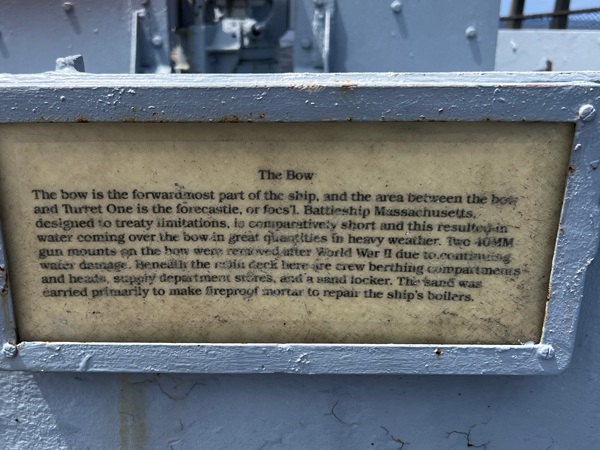 The Bow
The bow is the forwardmost part of the ship, and the area between the bow
and Turret One is the forecastle, or focs'l. Battleship Massachusetts,
designed to treaty limitations, is comparatively short and this resulted in
water coming over the bow in great quantities in heavy weather. Two 40MM
gun mounts on the bow were removed after World War II due to continuing
water damage. Beneath the main deck here are crew berthing compartments
and heads, supply department stores, and a sand locker. The sand was
carried primarily to make fireproof mortar to repair the ship's boilers.